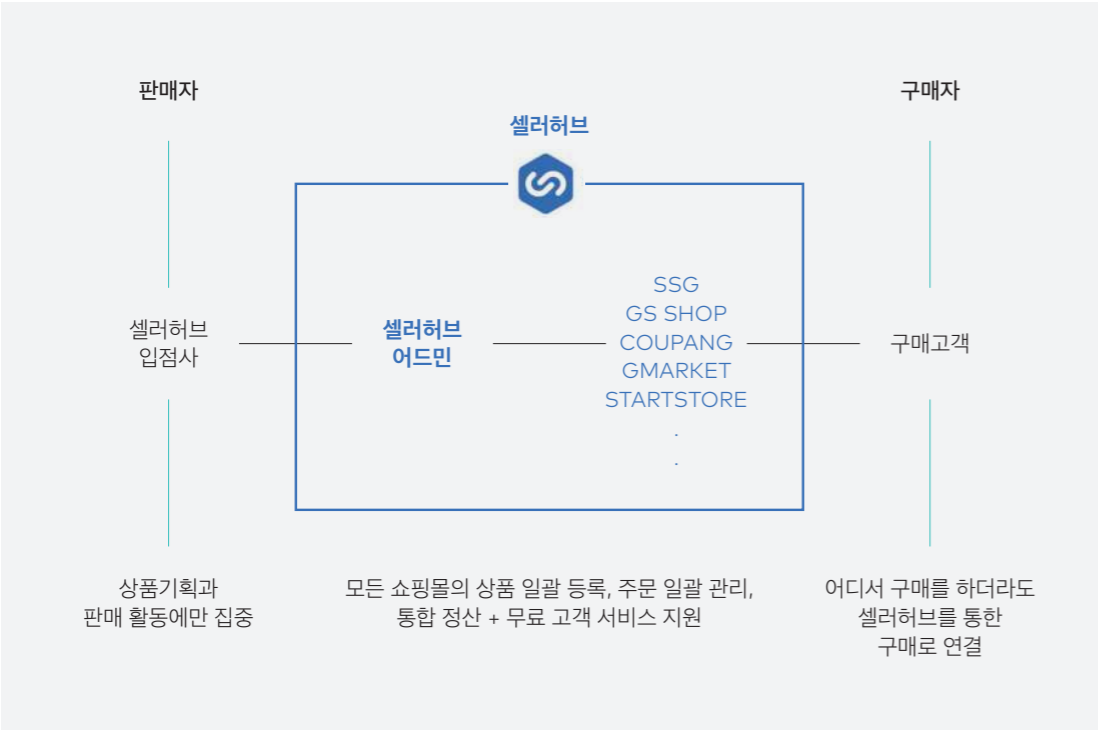 판매자
구매자
셀러허브
셀러허브
입점사
셀러허브
어드민
SSG
GS SHOP
COUPANG
GMARKET
STARTSTORE
.
.
구매고객
상품기획과
판매 활동에만 집중
모든 쇼핑몰의 상품 일괄 등록, 주문 일괄 관리,
통합 정산 + 무료 고객 서비스 지원
어디서 구매를 하더라도
셀러허브를 통한
구매로 연결